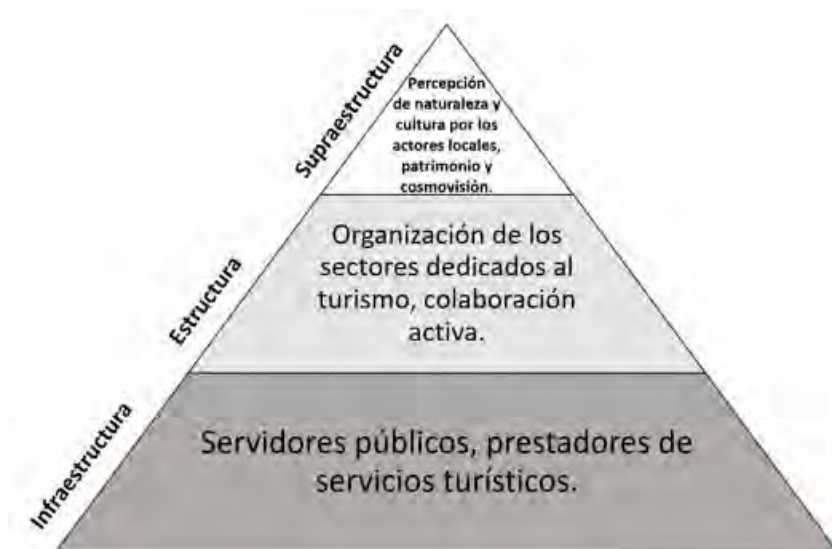 Supraestructura
Percepción
de naturaleza y
cultura por los
actores locales,
patrimonio y
cosmovisión.
Estructura
Organización de los
sectores dedicados al
turismo, colaboración
activa.
Infraestructura
Servidores públicos, prestadores de
servicios turísticos.